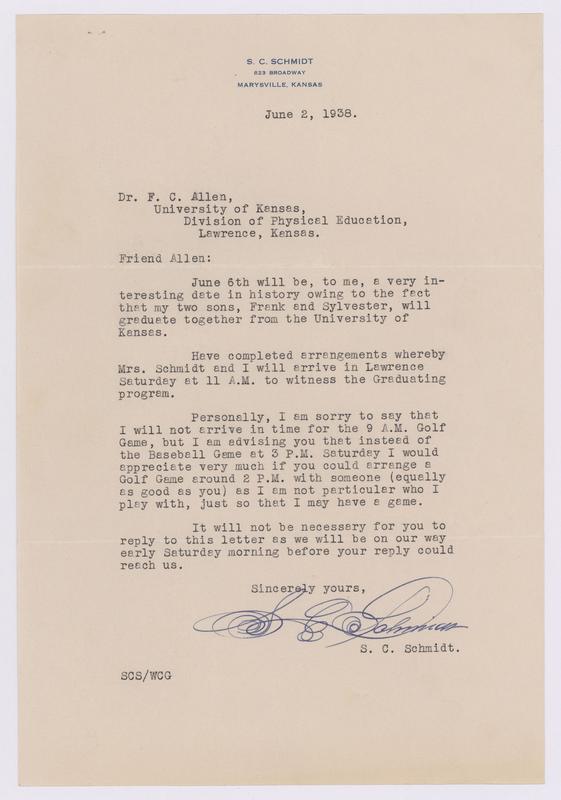 S. C. SCHMIDT
823 BROADWAY
MARYSVILLE, KANSAS
June 2, 1938.
Dr. F. C. Allen,
University of Kansas,
Division of Physical Education,
Lawrence, Kansas.
Friend Allen:
June 6th will be, to me, a very in-
teresting date in history owing to the fact
that my two sons, Frank and Sylvester, will
graduate together from the University of
Kansas.
Have completed arrangements whereby
Mrs. Schmidt and I will arrive in Lawrence
Saturday at 11 A.M. to witness the Graduating
program.
Personally, I am sorry to say that
I will not arrive in time for the 9 A.M. Golf
Game, but I am advising you that instead of
the Baseball Game at 3 P.M. Saturday I would
appreciate very much if you could arrange a
Golf Game around 2 P.M. with someone (equally
as good as you) as I am not particular who I
play with, just so that I may have a game.
It will not be necessary for you to
reply to this letter as we will be on our way
early Saturday morning before your reply could
reach us.
Sincerely yours,
S. C. Schmidt
S. C. Schmidt.
SCS/WCG